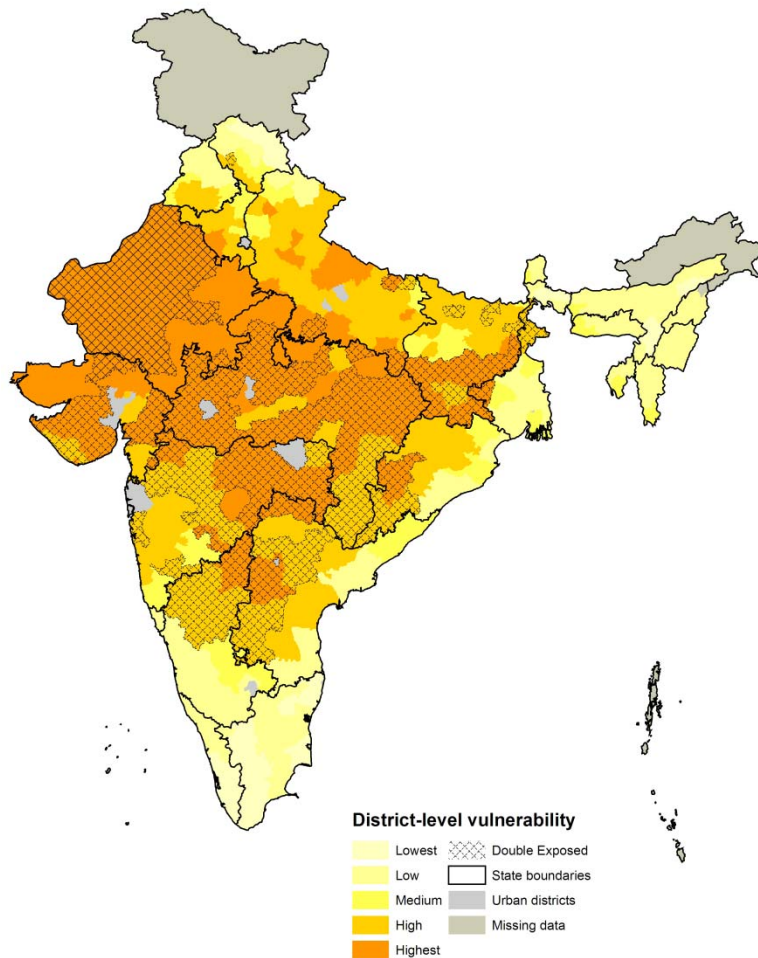 District-level vulnerability
Lowest
Low
Medium
High
Highest
Double Exposed
State boundaries
Urban districts
Missing data